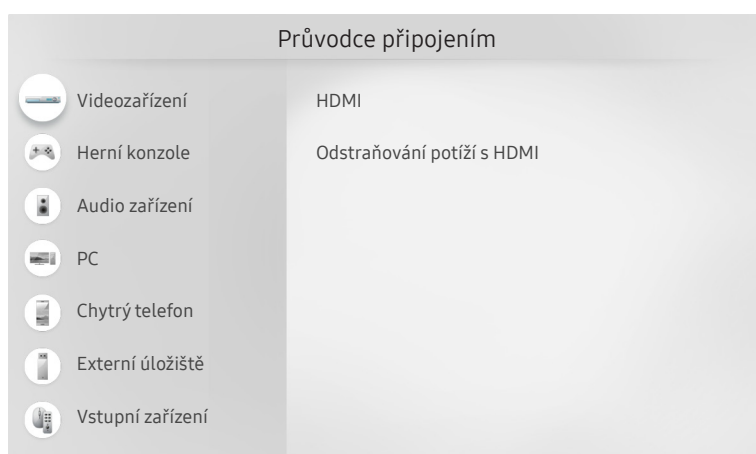 Průvodce připojením
Videozařízení
HDMI
Herní konzole
Odstraňování potíží s HDMI
Audio zařízení
PC
Chytrý telefon
Externí úložiště
Vstupní zařízení